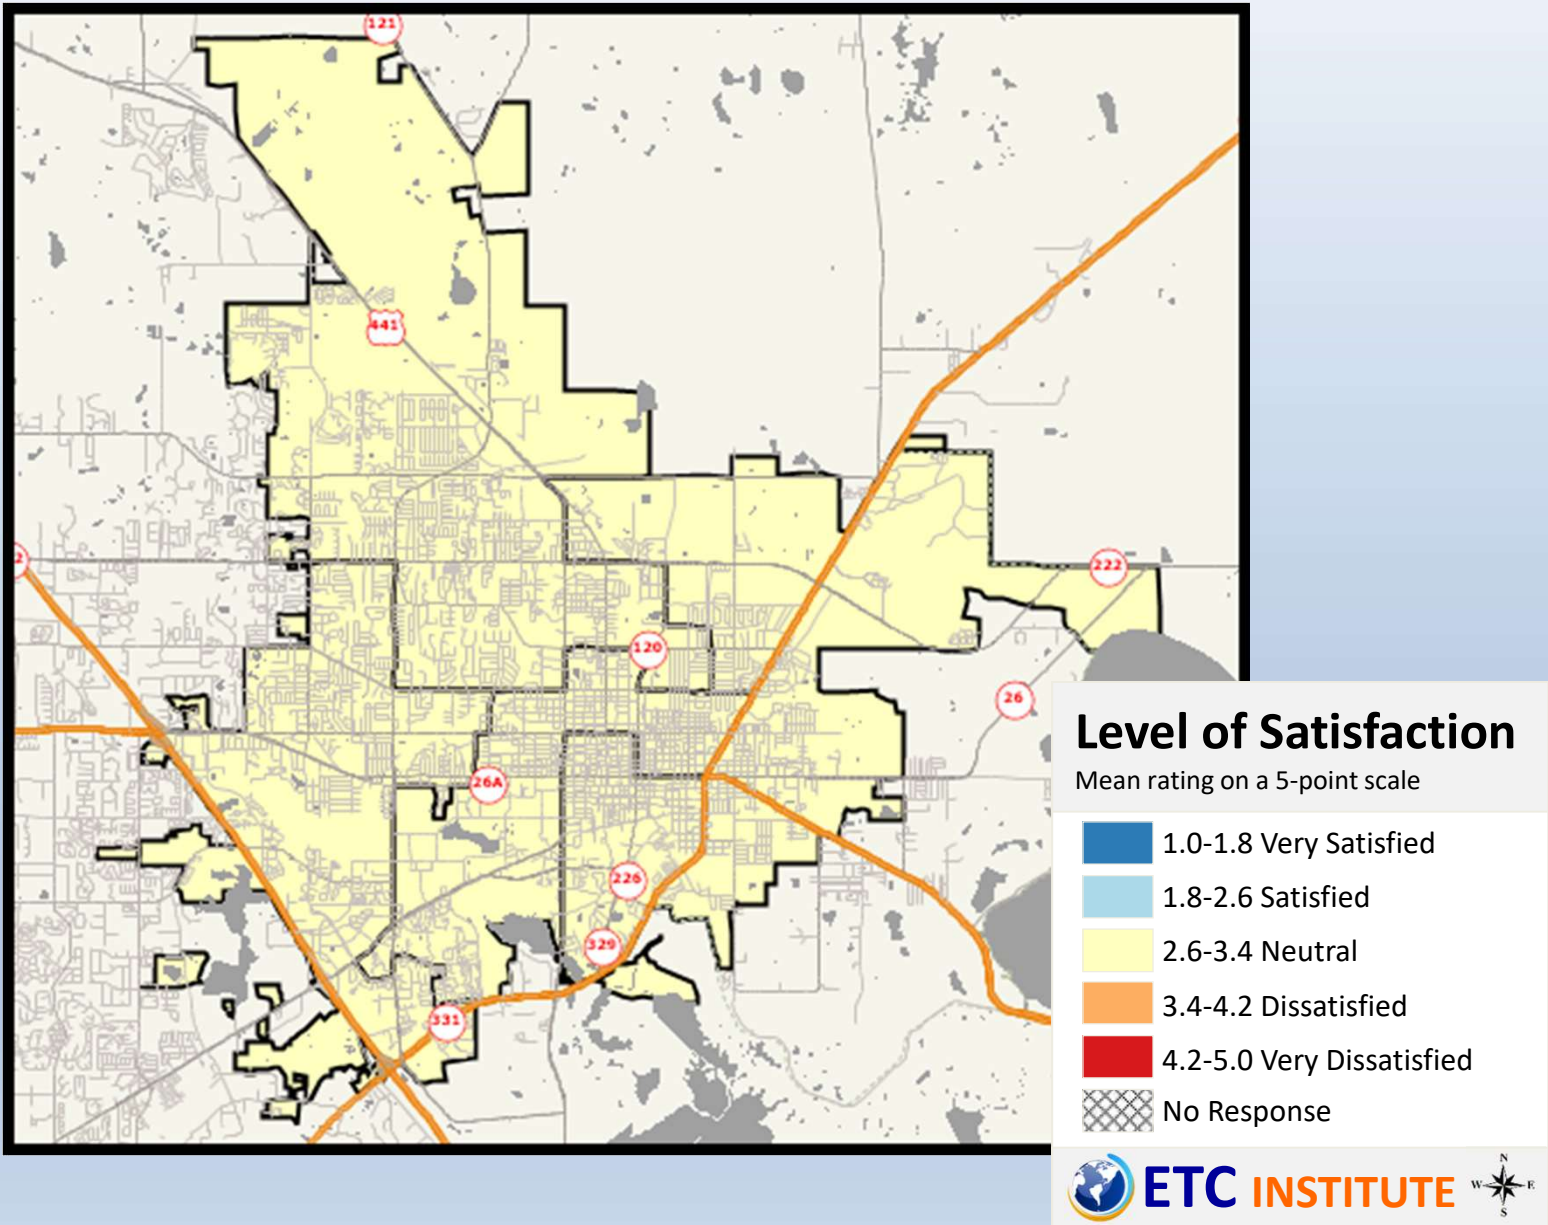 121
441
2
222
120
26
26A
226
329
331
Level of Satisfaction
Mean rating on a 5-point scale
1.0-1.8 Very Satisfied
1.8-2.6 Satisfied
2.6-3.4 Neutral
3.4-4.2 Dissatisfied
4.2-5.0 Very Dissatisfied
No Response
ETC INSTITUTE
N
W E
S